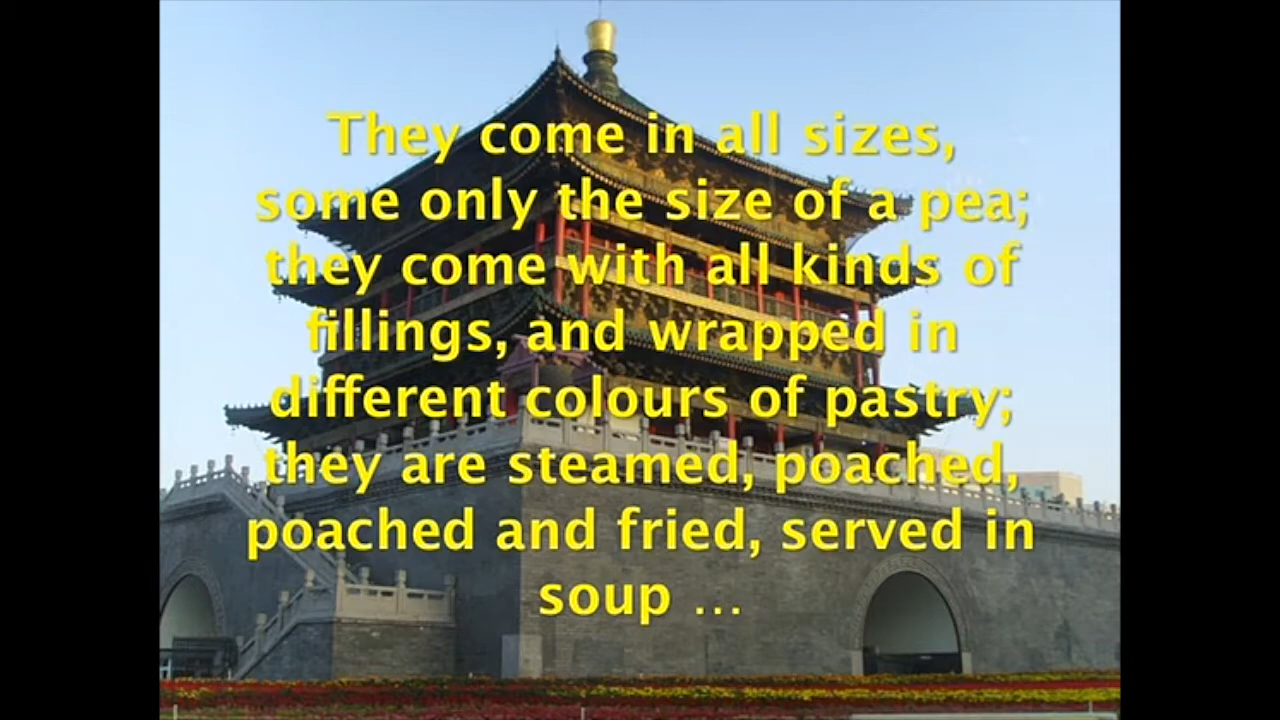 They come in all sizes,
some only the size of a pea;
they come with all kinds of
fillings, and wrapped in
different colours of pastry;
they are steamed, poached,
poached and fried, served in
soup …